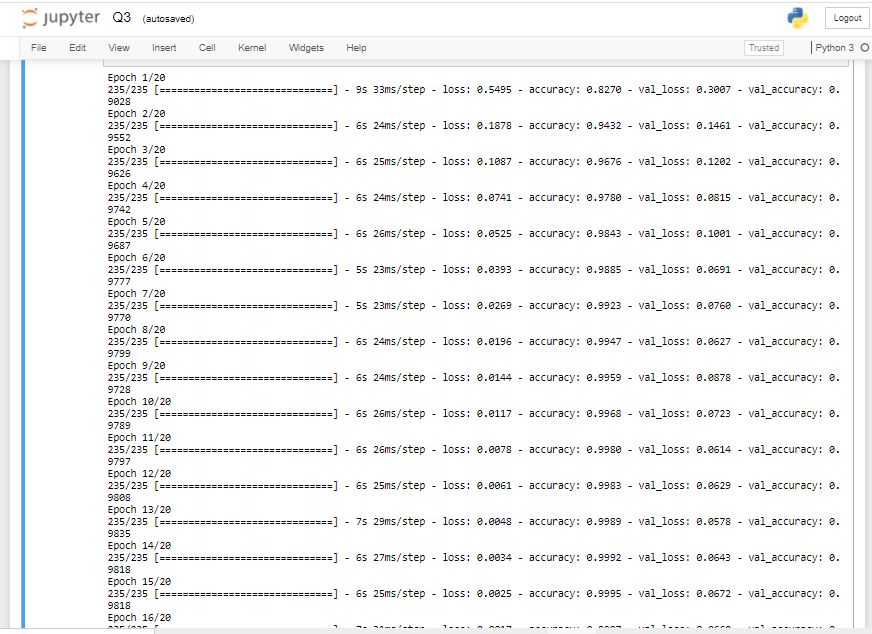 jupyter Q3 (autosaved)
Logout
File Edit View Insert Cell Kernel Widgets Help
Trusted
Python 3
Epoch 1/20
235/235 [==============================] - 9s 33ms/step - loss: 0.5495 - accuracy: 0.8270 - val_loss: 0.3007 - val_accuracy: 0.
9028
Epoch 2/20
235/235 [==============================] - 6s 24ms/step - loss: 0.1878 - accuracy: 0.9432 - val_loss: 0.1461 - val_accuracy: 0.
9552
Epoch 3/20
235/235 [==============================] - 6s 25ms/step - loss: 0.1087 - accuracy: 0.9676 - val_loss: 0.1202 - val_accuracy: 0.
9626
Epoch 4/20
235/235 [==============================] - 6s 24ms/step - loss: 0.0741 - accuracy: 0.9780 - val_loss: 0.0815 - val_accuracy: 0.
9742
Epoch 5/20
235/235 [==============================] - 6s 26ms/step - loss: 0.0525 - accuracy: 0.9843 - val_loss: 0.1001 - val_accuracy: 0.
9687
Epoch 6/20
235/235 [==============================] - 5s 23ms/step - loss: 0.0393 - accuracy: 0.9885 - val_loss: 0.0691 - val_accuracy: 0.
9777
Epoch 7/20
235/235 [==============================] - 5s 23ms/step - loss: 0.0269 - accuracy: 0.9923 - val_loss: 0.0760 - val_accuracy: 0.
9770
Epoch 8/20
235/235 [==============================] - 6s 24ms/step - loss: 0.0196 - accuracy: 0.9947 - val_loss: 0.0627 - val_accuracy: 0.
9799
Epoch 9/20
235/235 [==============================] - 6s 24ms/step - loss: 0.0144 - accuracy: 0.9959 - val_loss: 0.0878 - val_accuracy: 0.
9728
Epoch 10/20
235/235 [==============================] - 6s 26ms/step - loss: 0.0117 - accuracy: 0.9968 - val_loss: 0.0723 - val_accuracy: 0.
9789
Epoch 11/20
235/235 [==============================] - 6s 26ms/step - loss: 0.0078 - accuracy: 0.9980 - val_loss: 0.0614 - val_accuracy: 0.
9797
Epoch 12/20
235/235 [==============================] - 6s 25ms/step - loss: 0.0061 - accuracy: 0.9983 - val_loss: 0.0629 - val_accuracy: 0.
9808
Epoch 13/20
235/235 [==============================] - 7s 29ms/step - loss: 0.0048 - accuracy: 0.9989 - val_loss: 0.0578 - val_accuracy: 0.
9835
Epoch 14/20
235/235 [==============================] - 6s 27ms/step - loss: 0.0034 - accuracy: 0.9992 - val_loss: 0.0643 - val_accuracy: 0.
9818
Epoch 15/20
235/235 [==============================] - 6s 25ms/step - loss: 0.0025 - accuracy: 0.9995 - val_loss: 0.0672 - val_accuracy: 0.
9818
Epoch 16/20